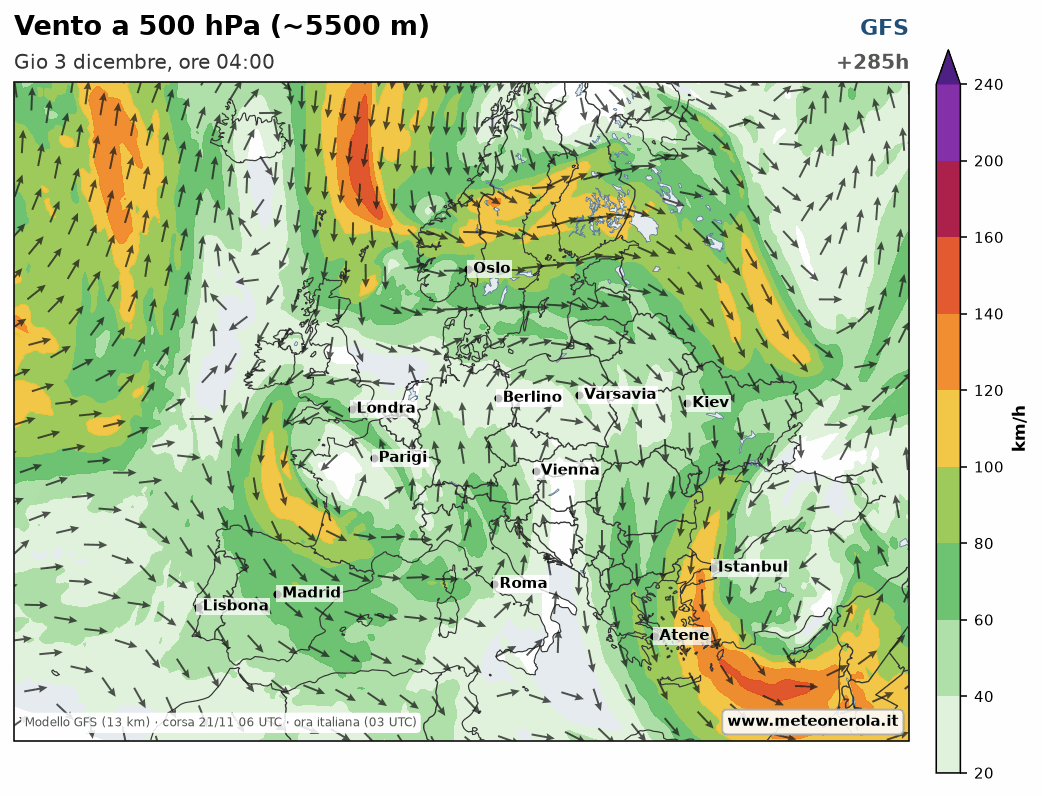 Vento a 500 hPa (~5500 m)
GFS
Gio 3 dicembre, ore 04:00
+285h
240
200
160
140
120
100
80
60
40
20
km/h
Oslo
Berlino
Varsavia
Kiev
Londra
Parigi
Vienna
Istanbul
Roma
Madrid
Lisbona
Atene
Modello GFS (13 km) · corsa 21/11 06 UTC · ora italiana (03 UTC)
www.meteonerola.it